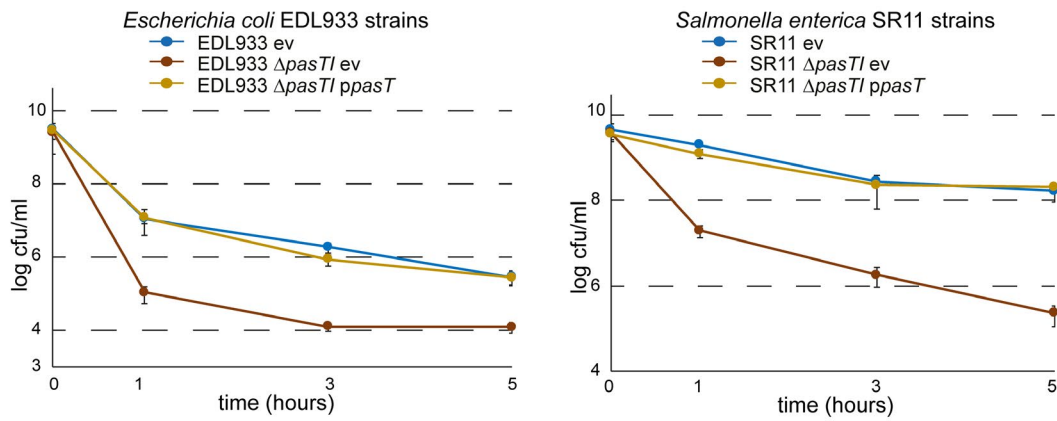 Escherichia coli EDL933 strains
EDL933 ev
EDL933 ΔpasTI ev
EDL933 ΔpasTI ppasT
10
8
6
4
3
log cfu/ml
0
1
3
5
time (hours)
Salmonella enterica SR11 strains
SR11 ev
SR11 ΔpasTI ev
SR11 ΔpasTI ppasT
10
8
6
4
log cfu/ml
0
1
3
5
time (hours)